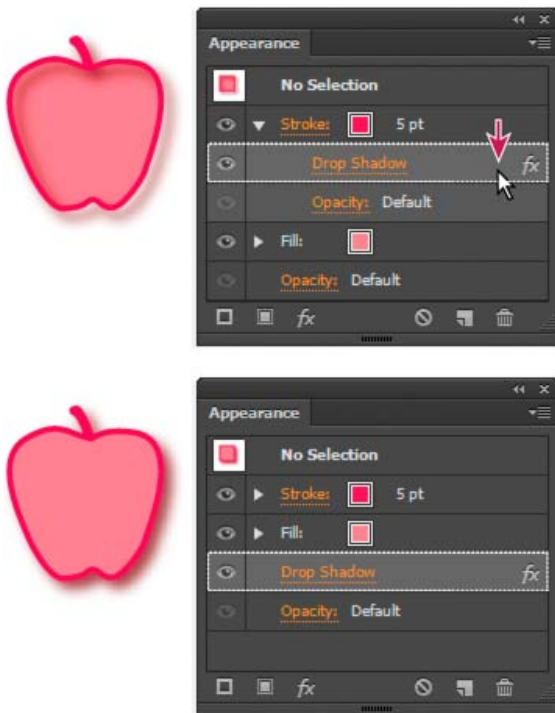 Appearance
No Selection
Stroke: 5 pt
Drop Shadow fx
Opacity: Default
Fill:
Opacity: Default
fx
Appearance
No Selection
Stroke: 5 pt
Fill:
Drop Shadow fx
Opacity: Default
fx